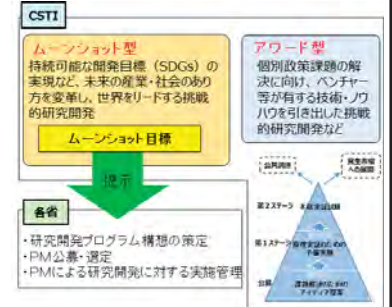 CSTI
ムーンショット型
持続可能な開発目標（SDGs）の
実現など、未来の産業・社会のあり
方を変革し、世界をリードする挑戦
的研究開発
ムーンショット目標
アワード型
個別政策課題の解
決に向け、ベンチャー
等が有する技術・ノウ
ハウを引き出した挑戦
的研究開発など
提示
各省
・研究開発プログラム構想の策定
・PM公募・選定
・PMによる研究開発に対する実施管理
公共調達
第2ステージ
第1ステージ
公募